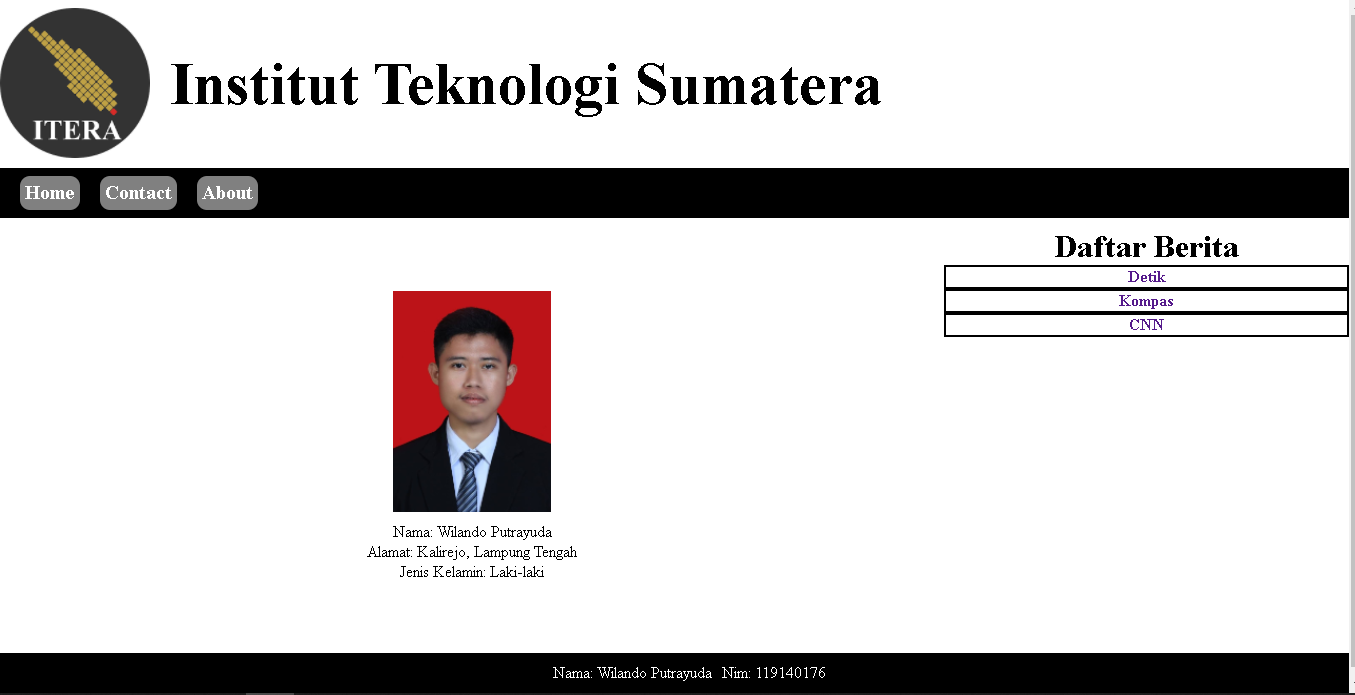 ITERA
Institut Teknologi Sumatera
Home Contact About
Daftar Berita
Detik
Kompas
CNN
Nama: Wilando Putrayuda
Alamat: Kalirejo, Lampung Tengah
Jenis Kelamin: Laki-laki
Nama: Wilando Putrayuda Nim: 119140176